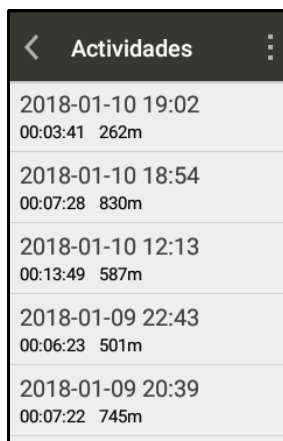 Actividades
2018-01-10 19:02
00:03:41 262m
2018-01-10 18:54
00:07:28 830m
2018-01-10 12:13
00:13:49 587m
2018-01-09 22:43
00:06:23 501m
2018-01-09 20:39
00:07:22 745m